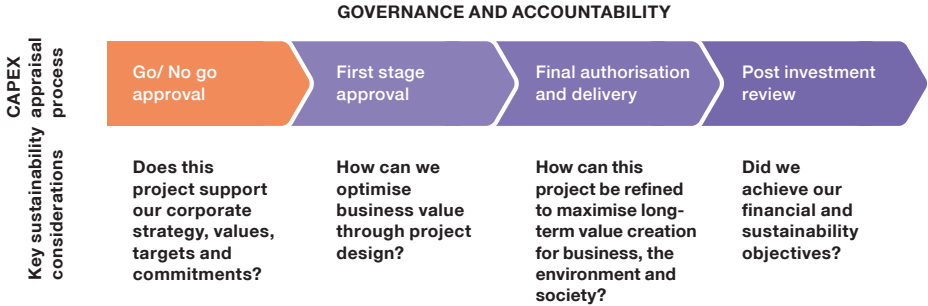 GOVERNANCE AND ACCOUNTABILITY
CAPEX
appraisal
process
Go/ No go
approval
First stage
approval
Final authorisation
and delivery
Post investment
review
Key sustainability
considerations
Does this
project support
our corporate
strategy, values,
targets and
commitments?
How can we
optimise
business value
through project
design?
How can this
project be refined
to maximise long-
term value creation
for business, the
environment and
society?
Did we
achieve our
financial and
sustainability
objectives?